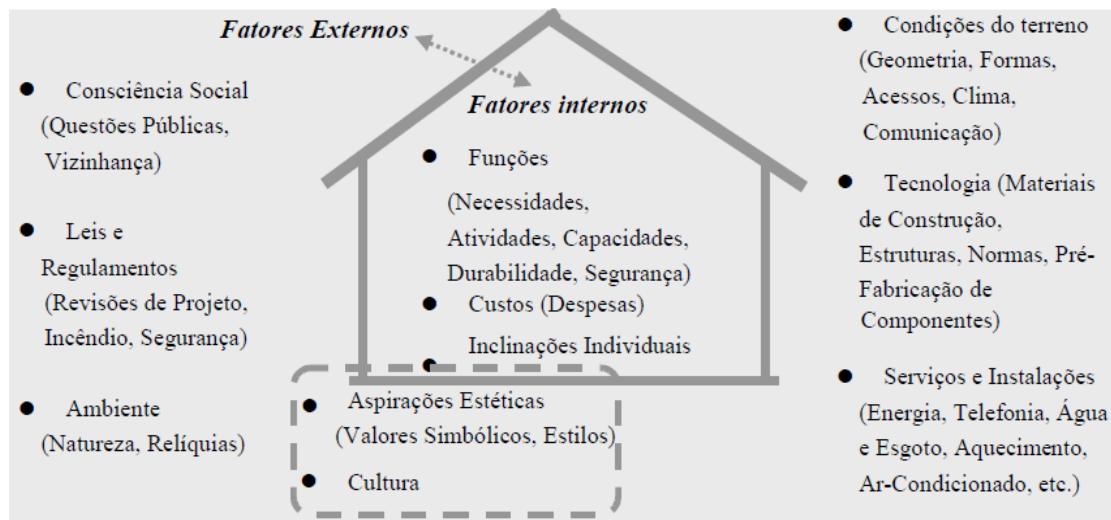 Fatores Externos
● Consciência Social
(Questões Públicas,
Vizinhança)
● Leis e
Regulamentos
(Revisões de Projeto,
Incêndio, Segurança)
● Ambiente
(Natureza, Relíquias)
Fatores internos
● Funções
(Necessidades,
Atividades, Capacidades,
Durabilidade, Segurança)
● Custos (Despesas)
● Inclinações Individuais
● Aspirações Estéticas
(Valores Simbólicos, Estilos)
● Cultura
● Condições do terreno
(Geometria, Formas,
Acessos, Clima,
Comunicação)
● Tecnologia (Materiais
de Construção,
Estruturas, Normas, Pré-
Fabricação de
Componentes)
● Serviços e Instalações
(Energia, Telefonia, Água
e Esgoto, Aquecimento,
Ar-Condicionado, etc.)